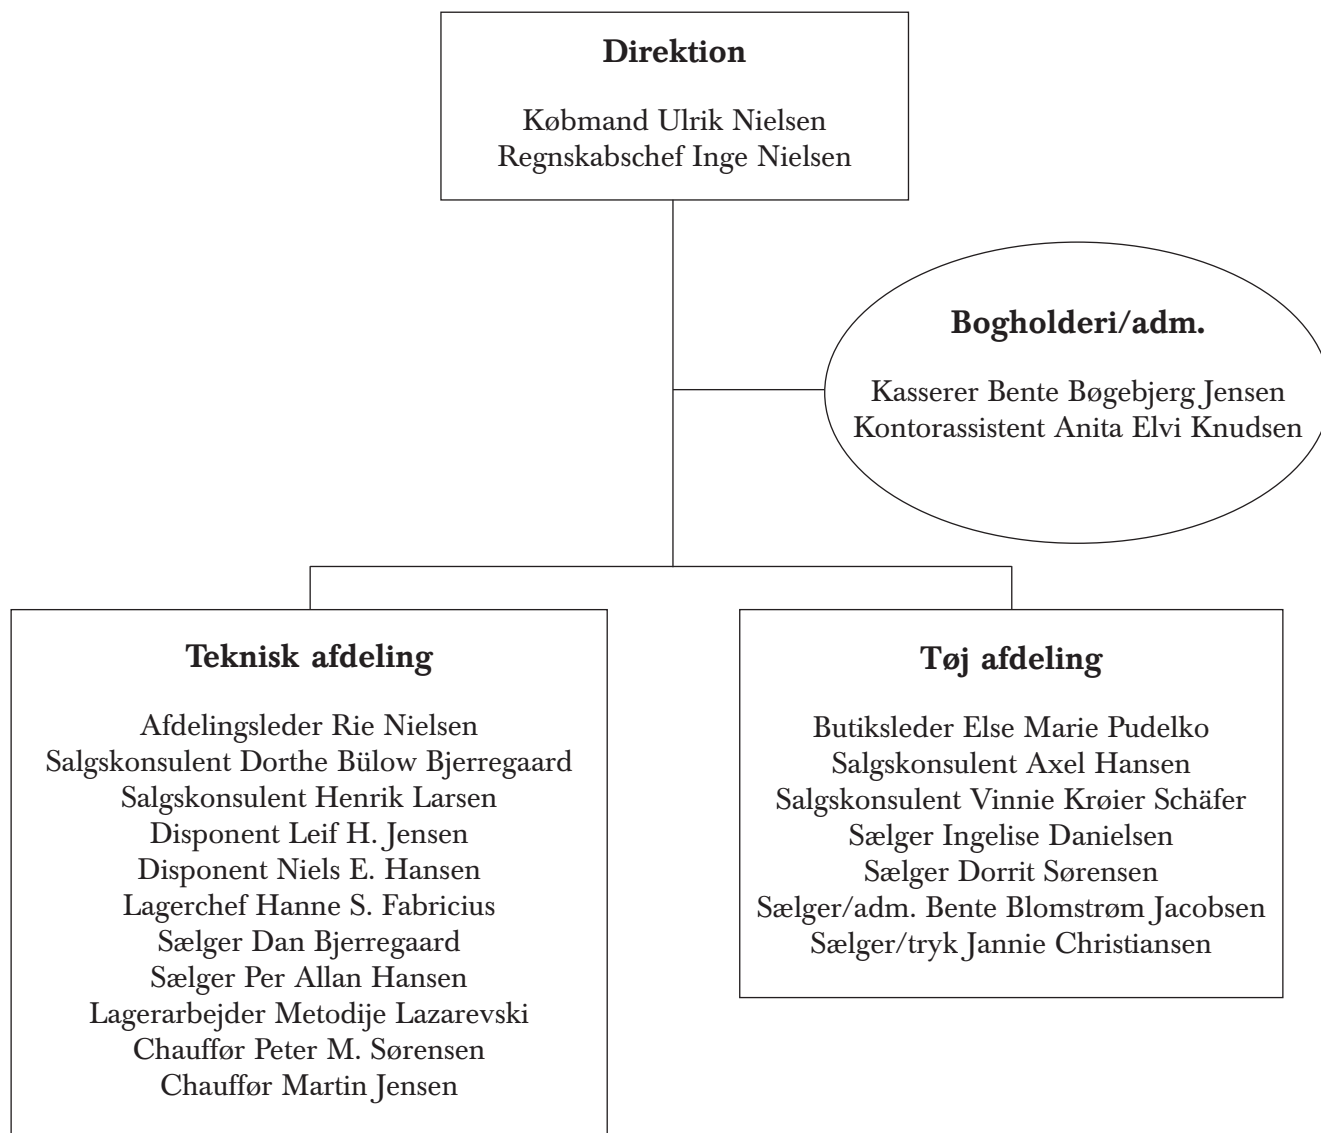 Direktion
Købmand Ulrik Nielsen
Regnskabschef Inge Nielsen
Bogholderi/adm.
Kasserer Bente Bøgebjerg Jensen
Kontorassistent Anita Elvi Knudsen
Teknisk afdeling
Afdelingsleder Rie Nielsen
Salgskonsulent Dorthe Bülow Bjerregaard
Salgskonsulent Henrik Larsen
Disponent Leif H. Jensen
Disponent Niels E. Hansen
Lagerchef Hanne S. Fabricius
Sælger Dan Bjerregaard
Sælger Per Allan Hansen
Lagerarbejder Metodije Lazarevski
Chauffør Peter M. Sørensen
Chauffør Martin Jensen
Tøj afdeling
Butiksleder Else Marie Pudelko
Salgskonsulent Axel Hansen
Salgskonsulent Vinnie Krøier Schäfer
Sælger Ingelise Danielsen
Sælger Dorrit Sørensen
Sælger/adm. Bente Blomstrøm Jacobsen
Sælger/tryk Jannie Christiansen